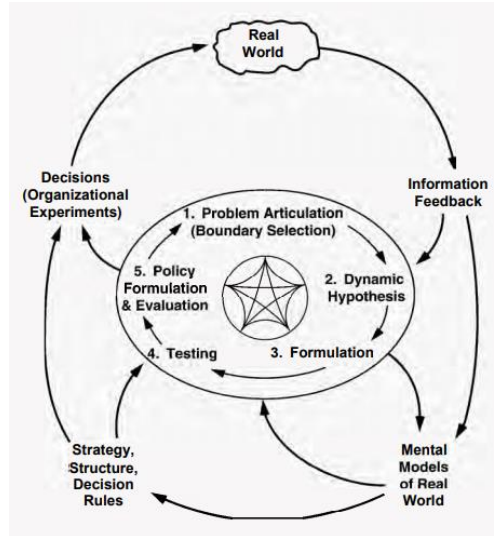 Real
World
Decisions
(Organizational
Experiments)
Information
Feedback
1. Problem Articulation
(Boundary Selection)
5. Policy
Formulation
& Evaluation
2. Dynamic
Hypothesis
4. Testing
3. Formulation
Strategy,
Structure,
Decision
Rules
Mental
Models
of Real
World